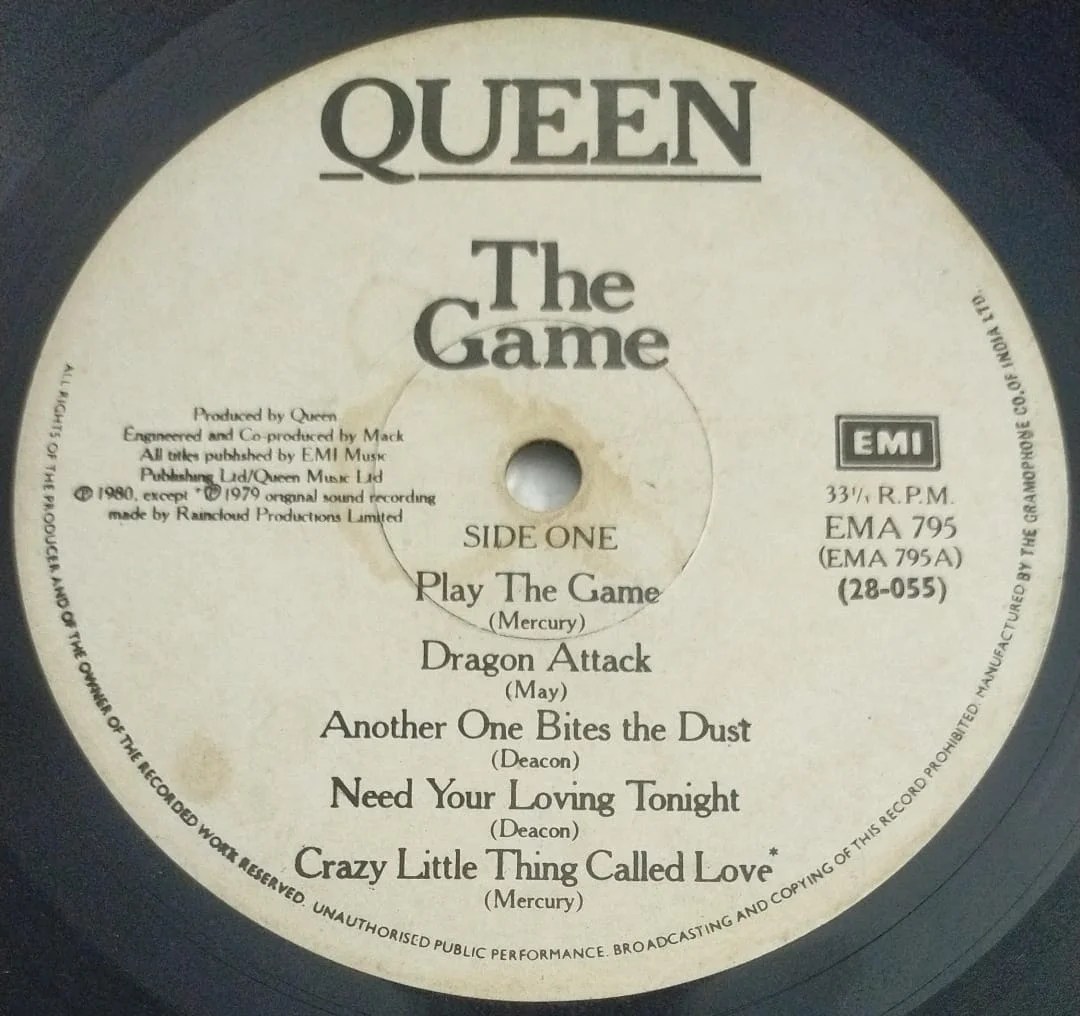 QUEEN
The
Game
Produced by Queen
Engineered and Co-produced by Mack
All titles published by EMI Music
Publishing Ltd/Queen Music Ltd
℗ 1980, except *℗ 1979 original sound recording
made by Raincloud Productions Limited
EMI
33⅓ R.P.M.
EMA 795
(EMA 795A)
(28-055)
SIDE ONE
Play The Game
(Mercury)
Dragon Attack
(May)
Another One Bites the Dust
(Deacon)
Need Your Loving Tonight
(Deacon)
Crazy Little Thing Called Love*
(Mercury)
ALL RIGHTS OF THE PRODUCER AND OF THE OWNER OF THE RECORDED WORK RESERVED. UNAUTHORISED PUBLIC PERFORMANCE. BROADCASTING AND COPYING OF THIS RECORD PROHIBITED. MANUFACTURED BY THE GRAMOPHONE CO. OF INDIA LTD.